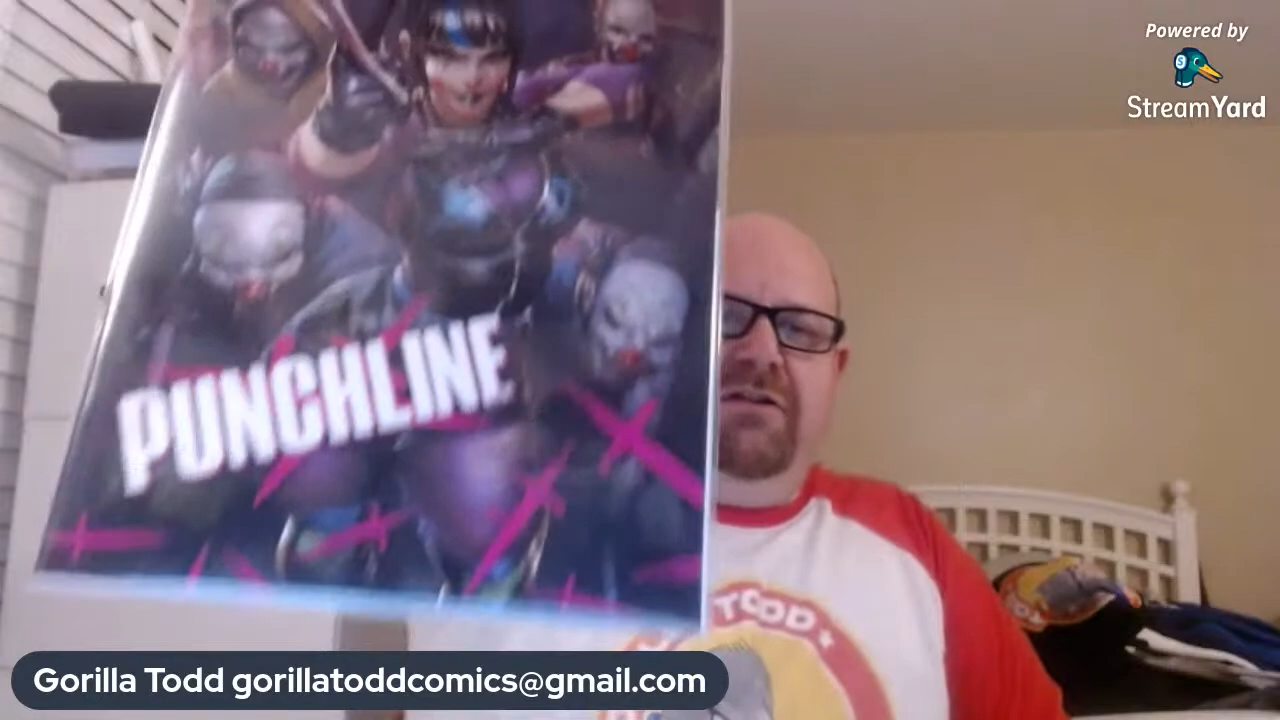 Powered by
StreamYard
PUNCHLINE
TODD
Gorilla Todd gorillatoddcomics@gmail.com